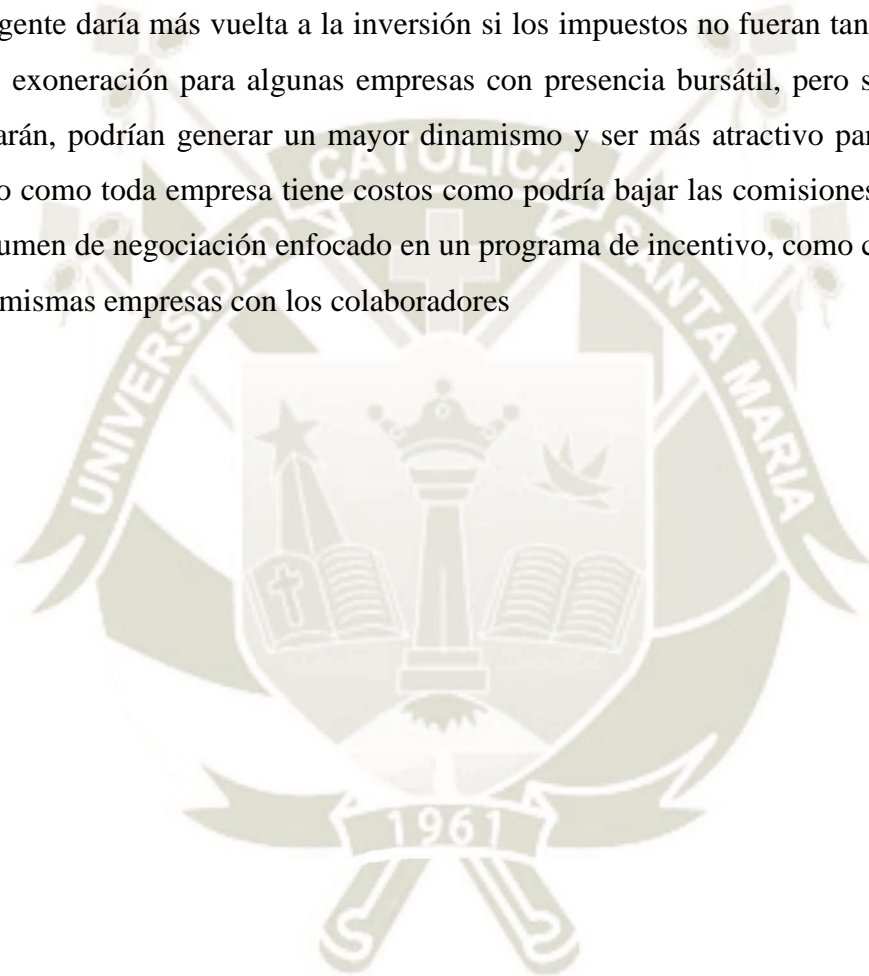 gente daría más vuelta a la inversión si los impuestos no fueran tan
exoneración para algunas empresas con presencia bursátil, pero s
arán, podrían generar un mayor dinamismo y ser más atractivo par
o como toda empresa tiene costos como podría bajar las comisiones
umen de negociación enfocado en un programa de incentivo, como c
mismas empresas con los colaboradores
UNIVERSIDAD CATOLICA SANTA MARIA
1961